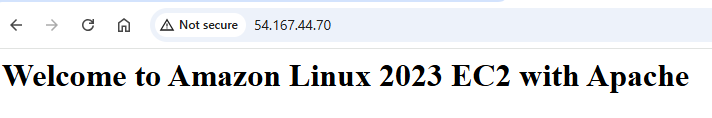 Not secure 54.167.44.70
Welcome to Amazon Linux 2023 EC2 with Apache